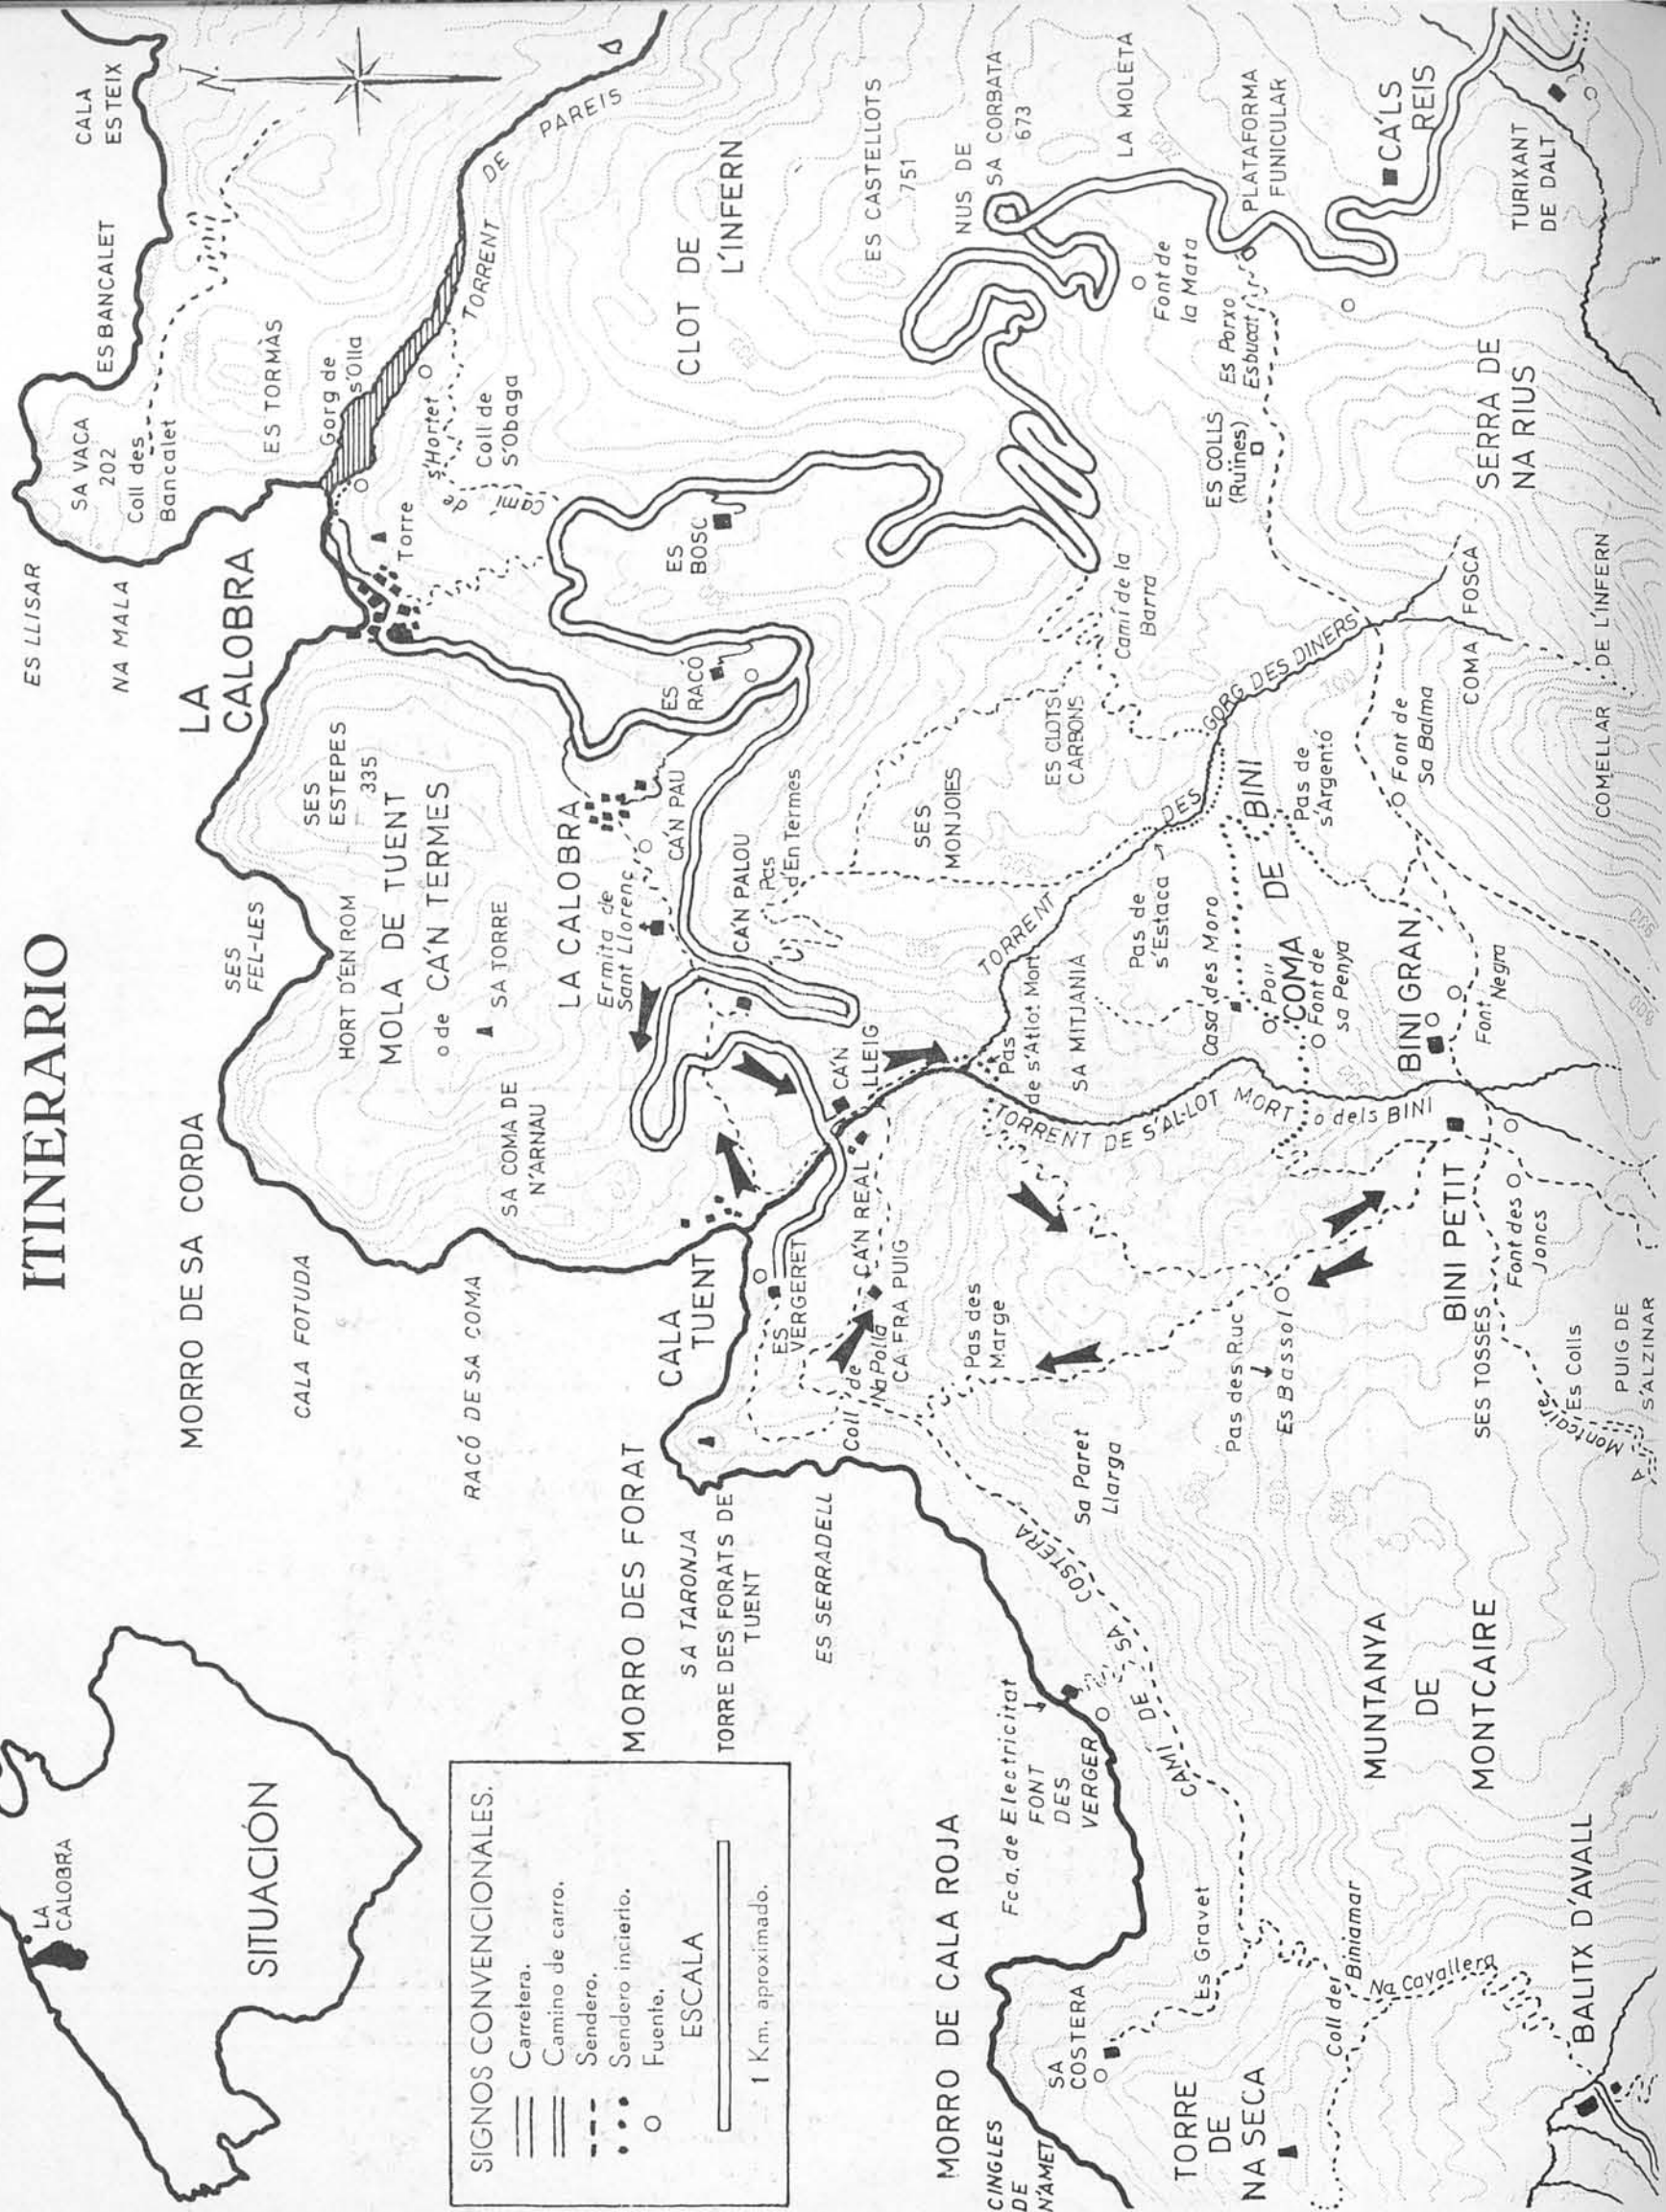 ITINERARIO
LA
CALOBRA
SITUACIÓN
SIGNOS CONVENCIONALES.
Carretera.
Camino de carro.
Sendero.
Sendero incierto.
Fuente.
ESCALA
1 Km. aproximado.
N.
ES LLISAR
NA MALA
SA VACA
202
Coll des
Bancalet
ES BANCALET
CALA
ES TEIX
ES TORMÀS
Gorg de
s'Olla
TORRENT DE PAREIS
LA
CALOBRA
Torre
Camí de s'Hortet
Coll de
S'Obaga
CLOT DE
L'INFERN
ES CASTELLOTS
751
NUS DE
SA CORBATA
673
LA MOLETA
PLATAFORMA
FUNICULAR
CA'LS
REIS
TURIXANT
DE DALT
Font de
la Mata
Es Porxo
Esbucat
ES COLLS
(Ruïnes)
SERRA DE
NA RIUS
ES
BOSC
ES
RACÓ
SES
FEL-LES
SES
ESTEPES
335
HORT D'EN ROM
MOLA DE TUENT
o de CA'N TERMES
SA TORRE
LA CALOBRA
Ermita de
Sant Llorenç
CA'N PAU
CA'N PALOU
Pas
d'En Termes
SES
MONJOIES
ES CLOTS
CARBONS
Camí de la
Barra
TORRENT DES GORG DES DINERS
COMA FOSCA
COMELLAR DE L'INFERN
Font de
Sa Balma
Pas de
s'Argentó
COMA DE BINI
Pas de
s'Estaca
Casa des Moro
Pou
Font de
sa Penya
BINI GRAN
Font Negra
MORRO DE SA CORDA
CALA FOTUDA
RACÓ DE SA COMA
SA COMA DE
N'ARNAU
CA'N
LLEIG
Pas
de s'Atlot Mort
SA MITJANIA
TORRENT DE S'AL-LOT MORT o dels BINI
CALA
TUENT
ES
VERGERET
CA'N REAL
CA FRA PUIG
Coll de
Na Polla
Pas des
Marge
Pas des Ruc
Es Bassol
BINI PETIT
SES TOSSES
Font des
Joncs
Es Colls
PUIG DE
S'ALZINAR
A Montcaire
MORRO DES FORAT
SA TARONJA
TORRE DES FORATS DE
TUENT
ES SERRADELL
Sa Paret
Llarga
CAMÍ DE SA COSTERA
MUNTANYA
DE
MONTCAIRE
MORRO DE CALA ROJA
Fca. de Electricitat
FONT
DES
VERGER
CINGLES
DE
N'AMET
SA
COSTERA
Es Gravet
TORRE
DE
NA SECA
Coll de
Biniamar
Na Cavallera
BALITX D'AVALL